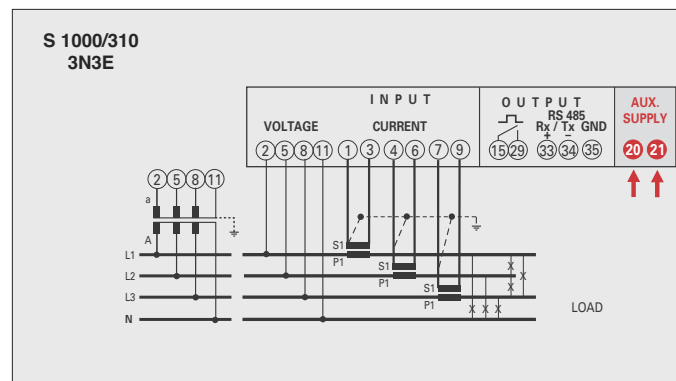 S 1000/310
3N3E
INPUT
VOLTAGE
CURRENT
OUTPUT
RS 485
Rx / Tx GND
+ −
AUX.
SUPPLY
2 5 8 11 1 3 4 6 7 9 15 29 33 34 35 20 21
2 5 8 11
a
A
S1
P1
S1
P1
S1
P1
L1
L2
L3
N
X
X
X X X
LOAD